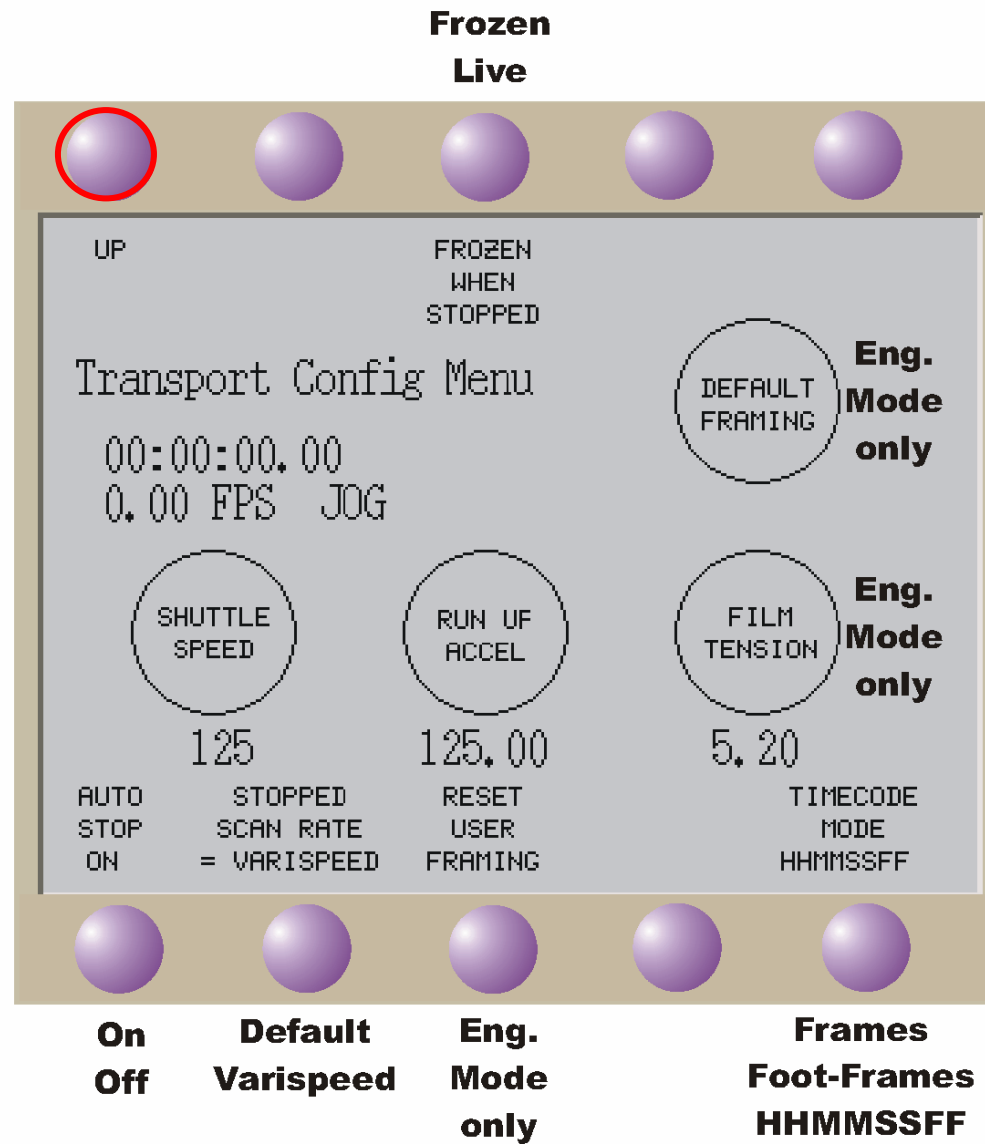 Frozen
Live
UP
FROZEN
WHEN
STOPPED
Transport Config Menu
00:00:00.00
0.00 FPS JOG
DEFAULT
FRAMING
Eng.
Mode
only
SHUTTLE
SPEED
125
RUN UF
ACCEL
125.00
FILM
TENSION
5.20
Eng.
Mode
only
AUTO
STOP
ON
STOPPED
SCAN RATE
= VARISPEED
RESET
USER
FRAMING
TIMECODE
MODE
HHMMSSFF
On
Off
Default
Varispeed
Eng.
Mode
only
Frames
Foot-Frames
HHMMSSFF